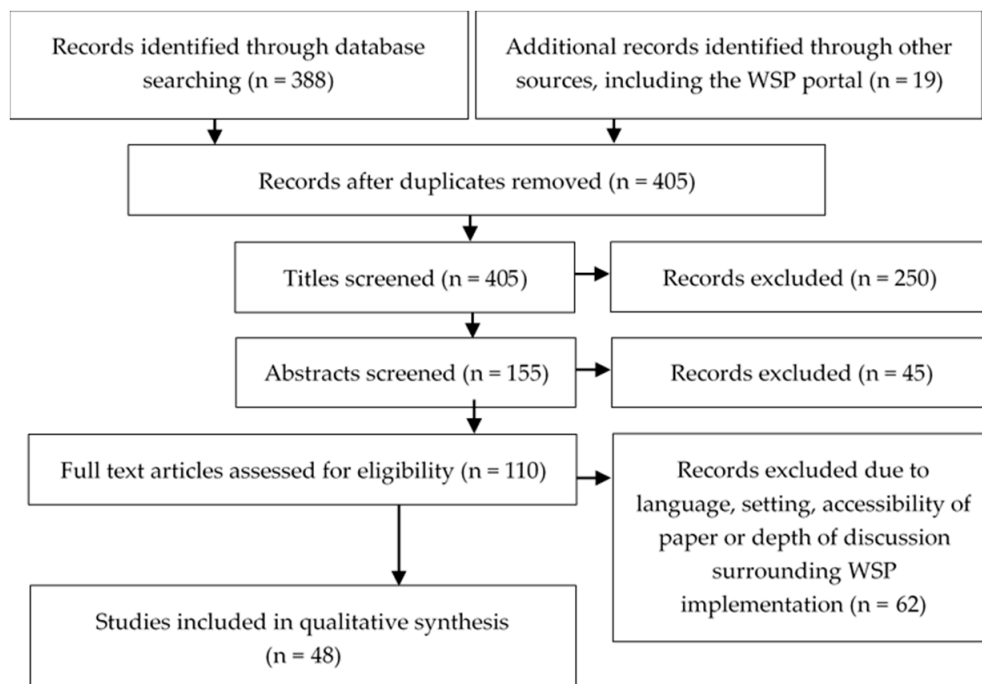 Records identified through database
searching (n = 388)
Additional records identified through other
sources, including the WSP portal (n = 19)
Records after duplicates removed (n = 405)
Titles screened (n = 405)
Records excluded (n = 250)
Abstracts screened (n = 155)
Records excluded (n = 45)
Full text articles assessed for eligibility (n = 110)
Records excluded due to
language, setting, accessibility of
paper or depth of discussion
surrounding WSP
implementation (n = 62)
Studies included in qualitative synthesis
(n = 48)